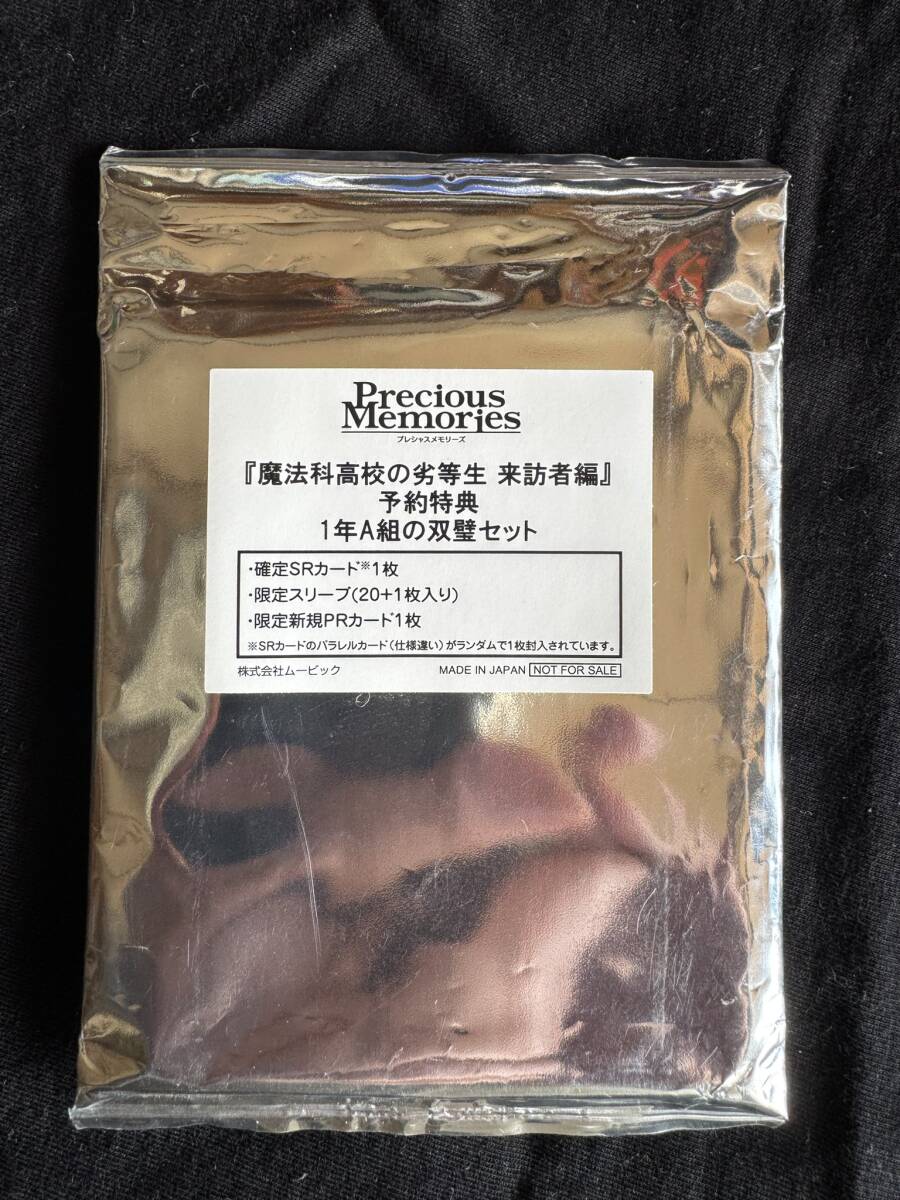 Precious
Memories
プレシャスメモリーズ
『魔法科高校の劣等生 来訪者編』
予約特典
1年A組の双璧セット
・確定SRカード※1枚
・限定スリーブ(20+1枚入り)
・限定新規PRカード1枚
※SRカードのパラレルカード(仕様違い)がランダムで1枚封入されています。
株式会社ムービック MADE IN JAPAN NOT FOR SALE